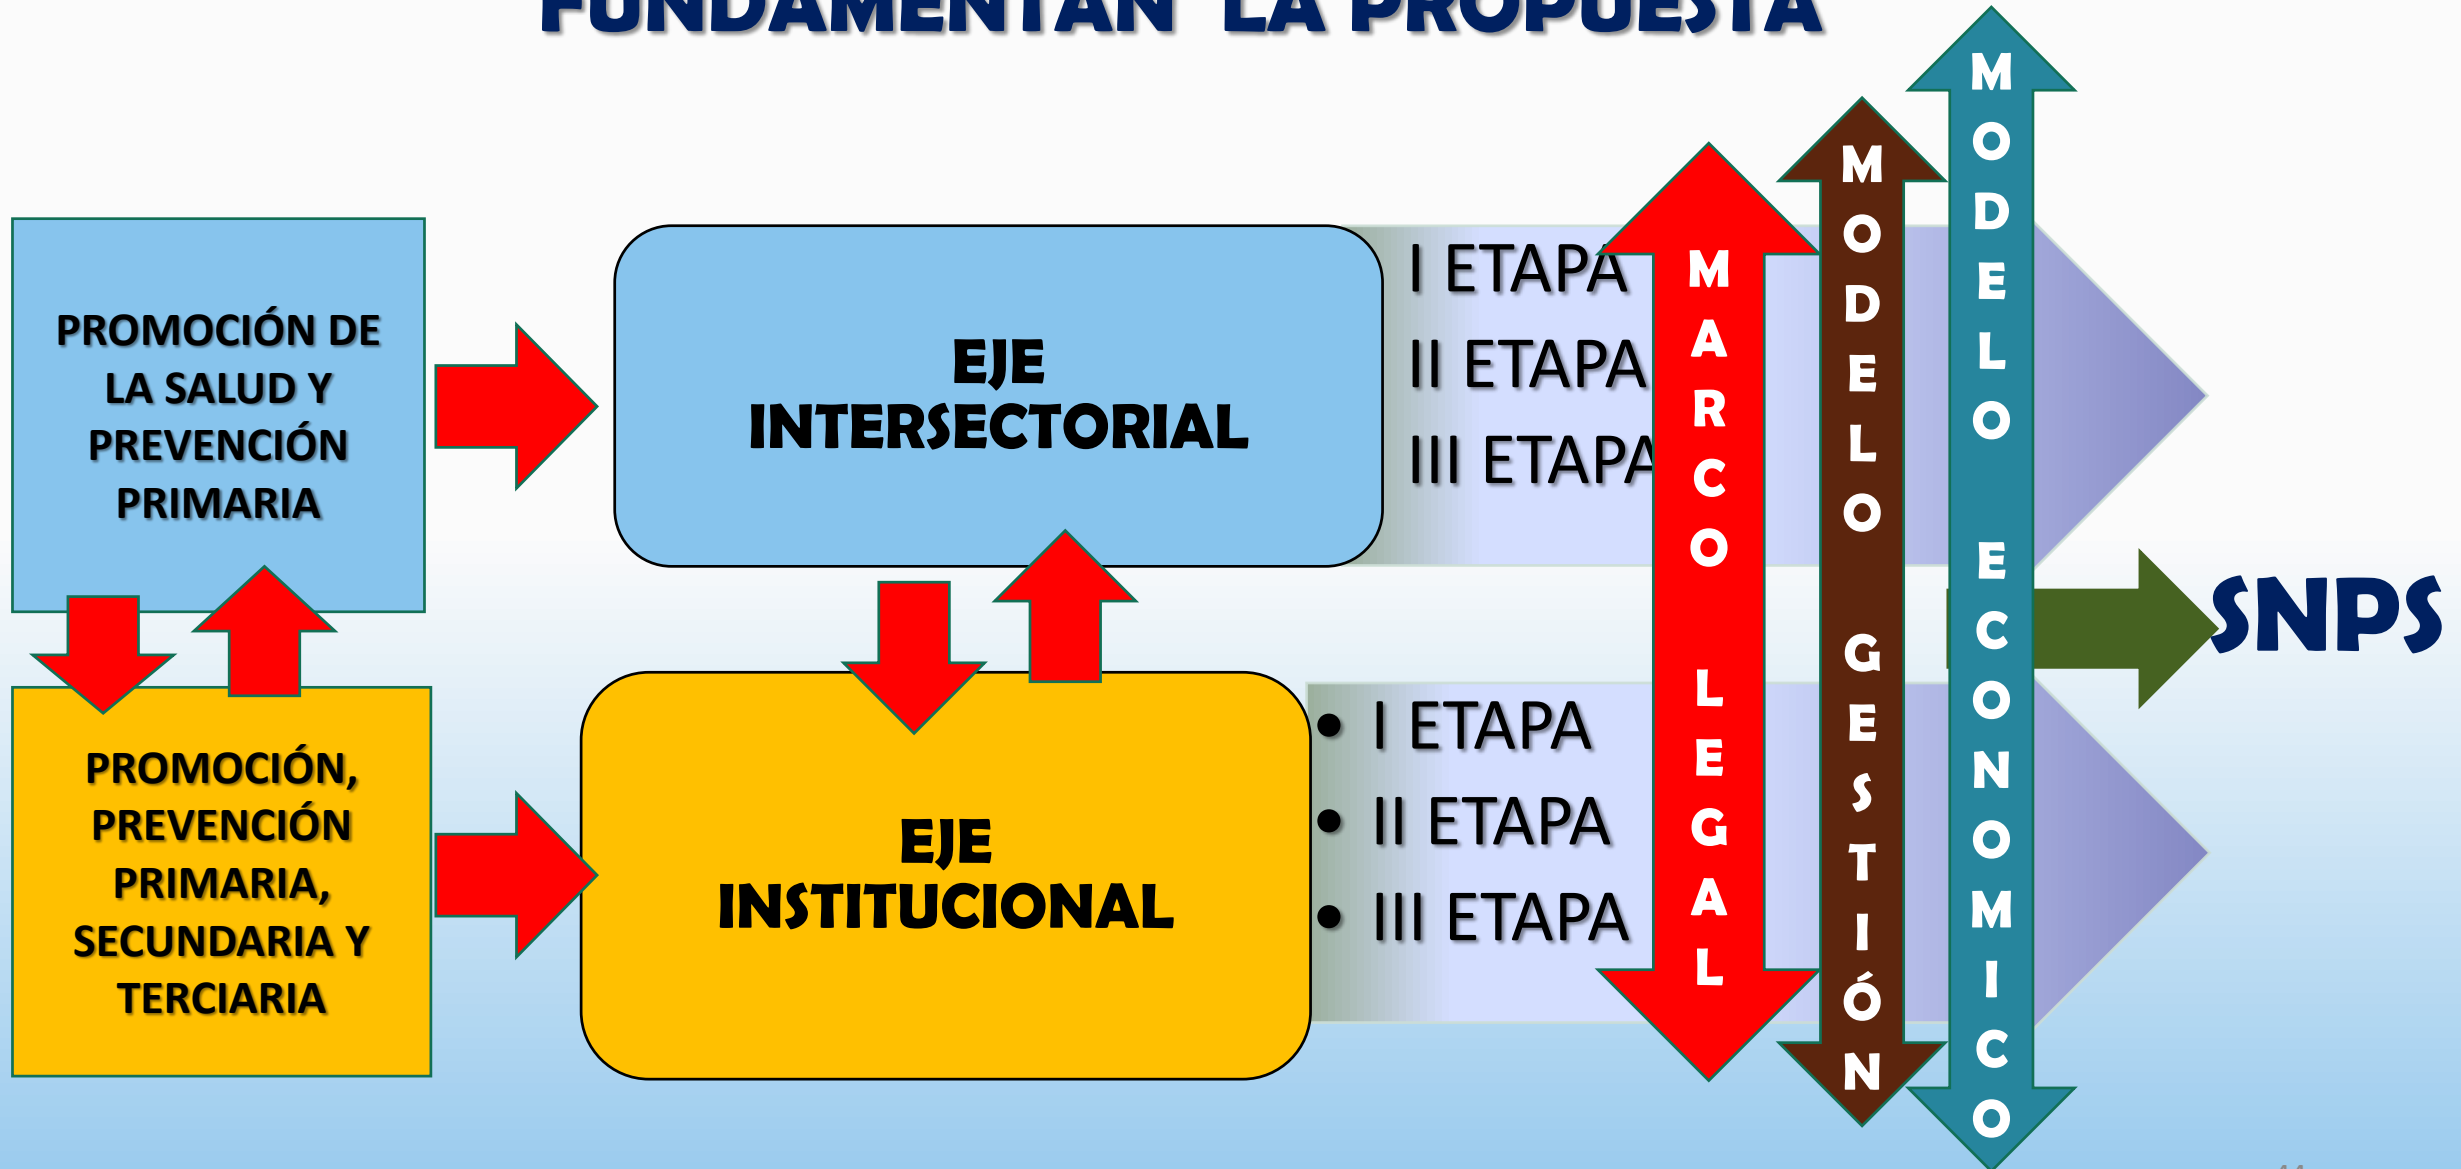 FUNDAMENTAN LA PROPUESTA
PROMOCIÓN DE
LA SALUD Y
PREVENCIÓN
PRIMARIA
EJE
INTERSECTORIAL
I ETAPA
II ETAPA
III ETAPA
PROMOCIÓN,
PREVENCIÓN
PRIMARIA,
SECUNDARIA Y
TERCIARIA
EJE
INSTITUCIONAL
• I ETAPA
• II ETAPA
• III ETAPA
MARCO LEGAL
MODELO GESTIÓN
MODELO ECONOMICO
SNPS